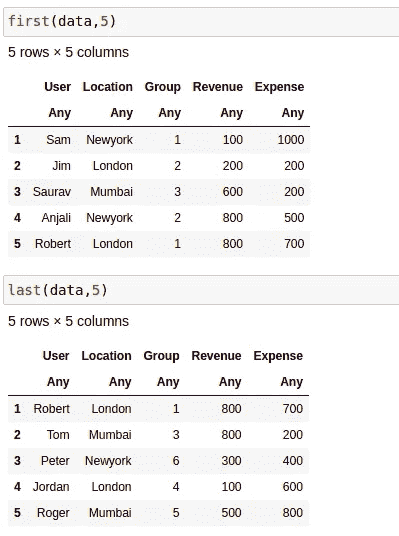 first(data,5)
5 rows × 5 columns
User Location Group Revenue Expense
Any Any Any Any Any
1 Sam Newyork 1 100 1000
2 Jim London 2 200 200
3 Saurav Mumbai 3 600 200
4 Anjali Newyork 2 800 500
5 Robert London 1 800 700
last(data,5)
5 rows × 5 columns
User Location Group Revenue Expense
Any Any Any Any Any
1 Robert London 1 800 700
2 Tom Mumbai 3 800 200
3 Peter Newyork 6 300 400
4 Jordan London 4 100 600
5 Roger Mumbai 5 500 800